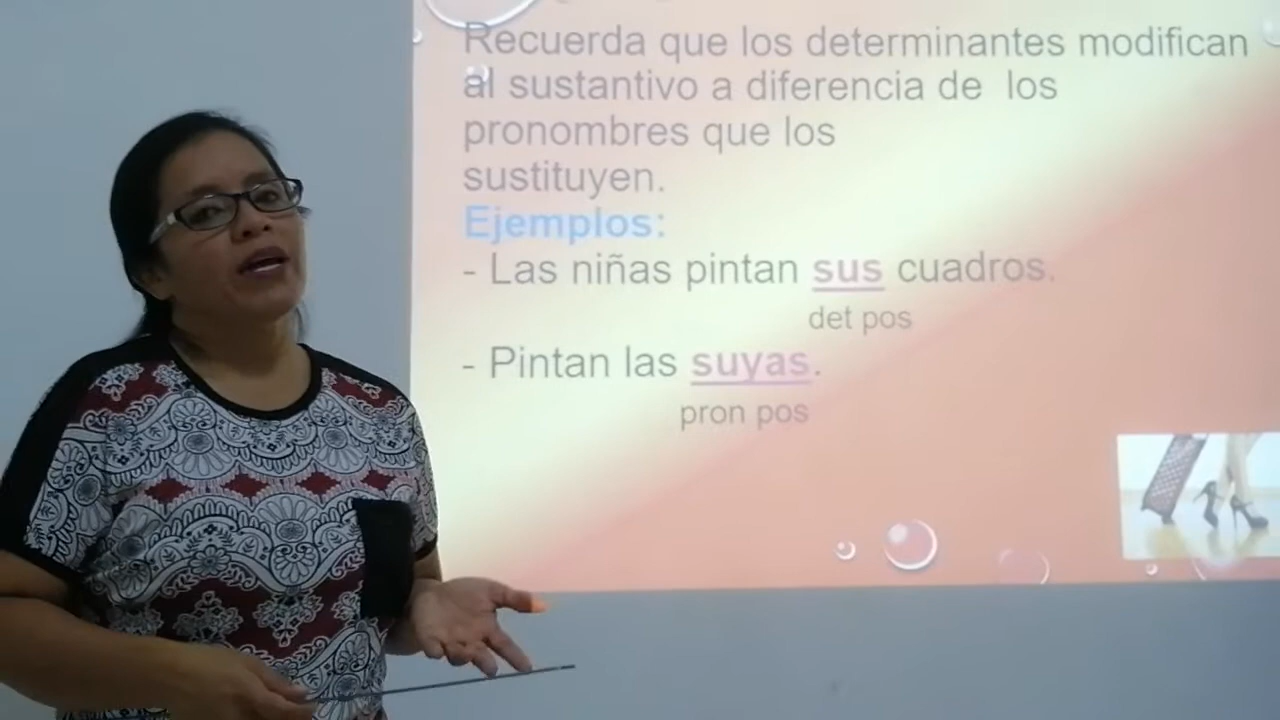 Recuerda que los determinantes modifican
al sustantivo a diferencia de los
pronombres que los
sustituyen.
Ejemplos:
- Las niñas pintan sus cuadros.
det pos
- Pintan las suyas.
pron pos